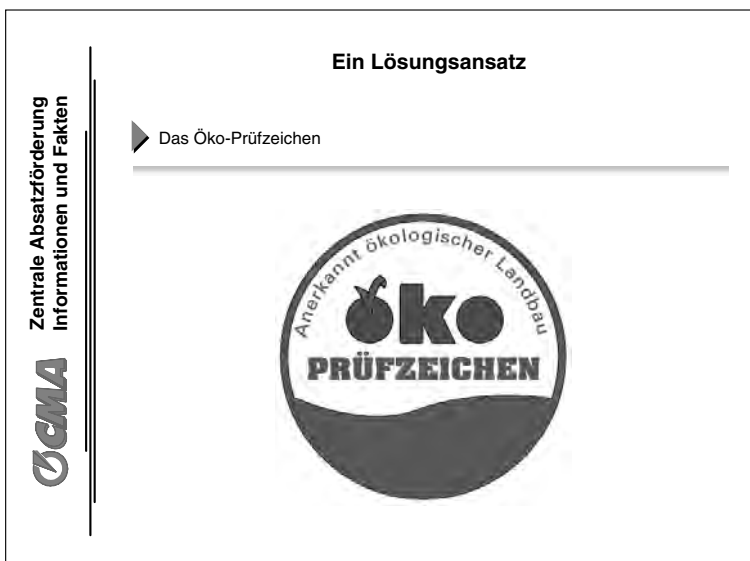 Ein Lösungsansatz
Zentrale Absatzförderung
Informationen und Fakten
CMA
Das Öko-Prüfzeichen
Anerkannt ökologischer Landbau
öko
PRÜFZEICHEN